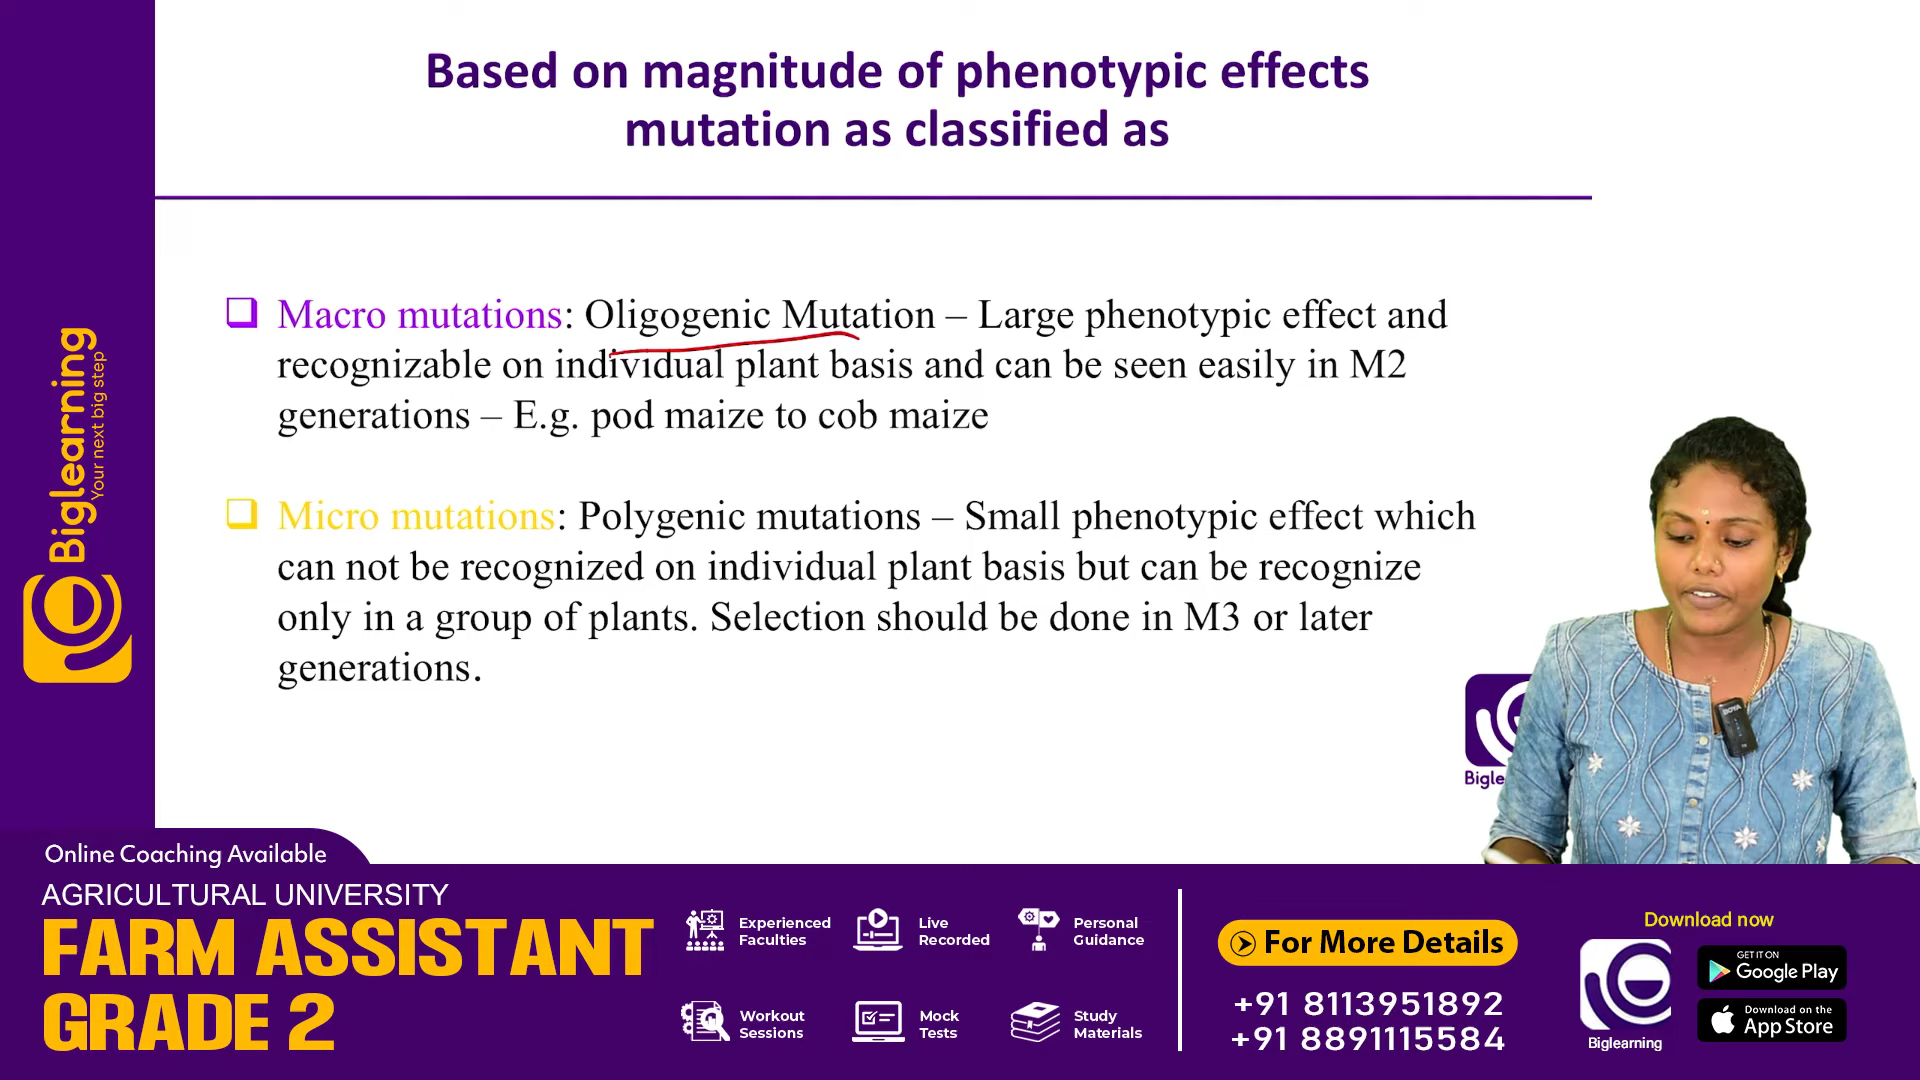 Based on magnitude of phenotypic effects
mutation as classified as
❑ Macro mutations: Oligogenic Mutation – Large phenotypic effect and
recognizable on individual plant basis and can be seen easily in M2
generations – E.g. pod maize to cob maize
❑ Micro mutations: Polygenic mutations – Small phenotypic effect which
can not be recognized on individual plant basis but can be recognize
only in a group of plants. Selection should be done in M3 or later
generations.
Biglearning
Your next big step
Bigle
BOYA
Online Coaching Available
AGRICULTURAL UNIVERSITY
FARM ASSISTANT
GRADE 2
Experienced
Faculties
Live
Recorded
Personal
Guidance
Workout
Sessions
Mock
Tests
Study
Materials
For More Details
+91 8113951892
+91 8891115584
Download now
Biglearning
GET IT ON
Google Play
Download on the
App Store